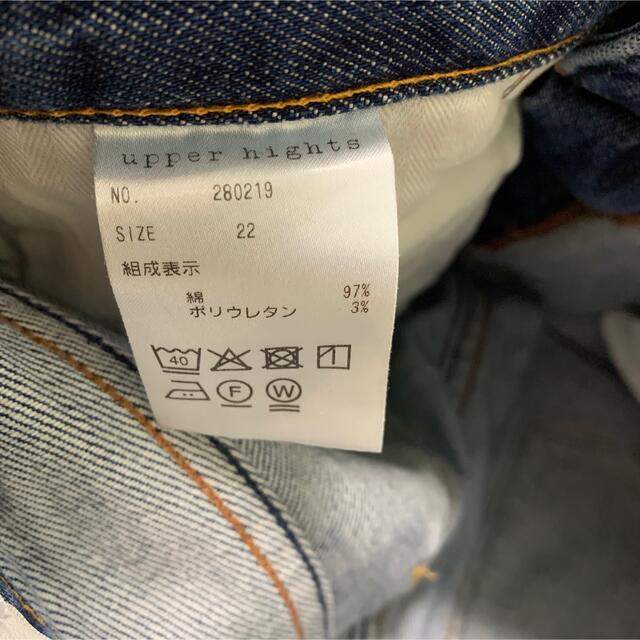 upper hights
NO. 280219
SIZE 22
組成表示
綿 97%
ポリウレタン 3%
40
F W